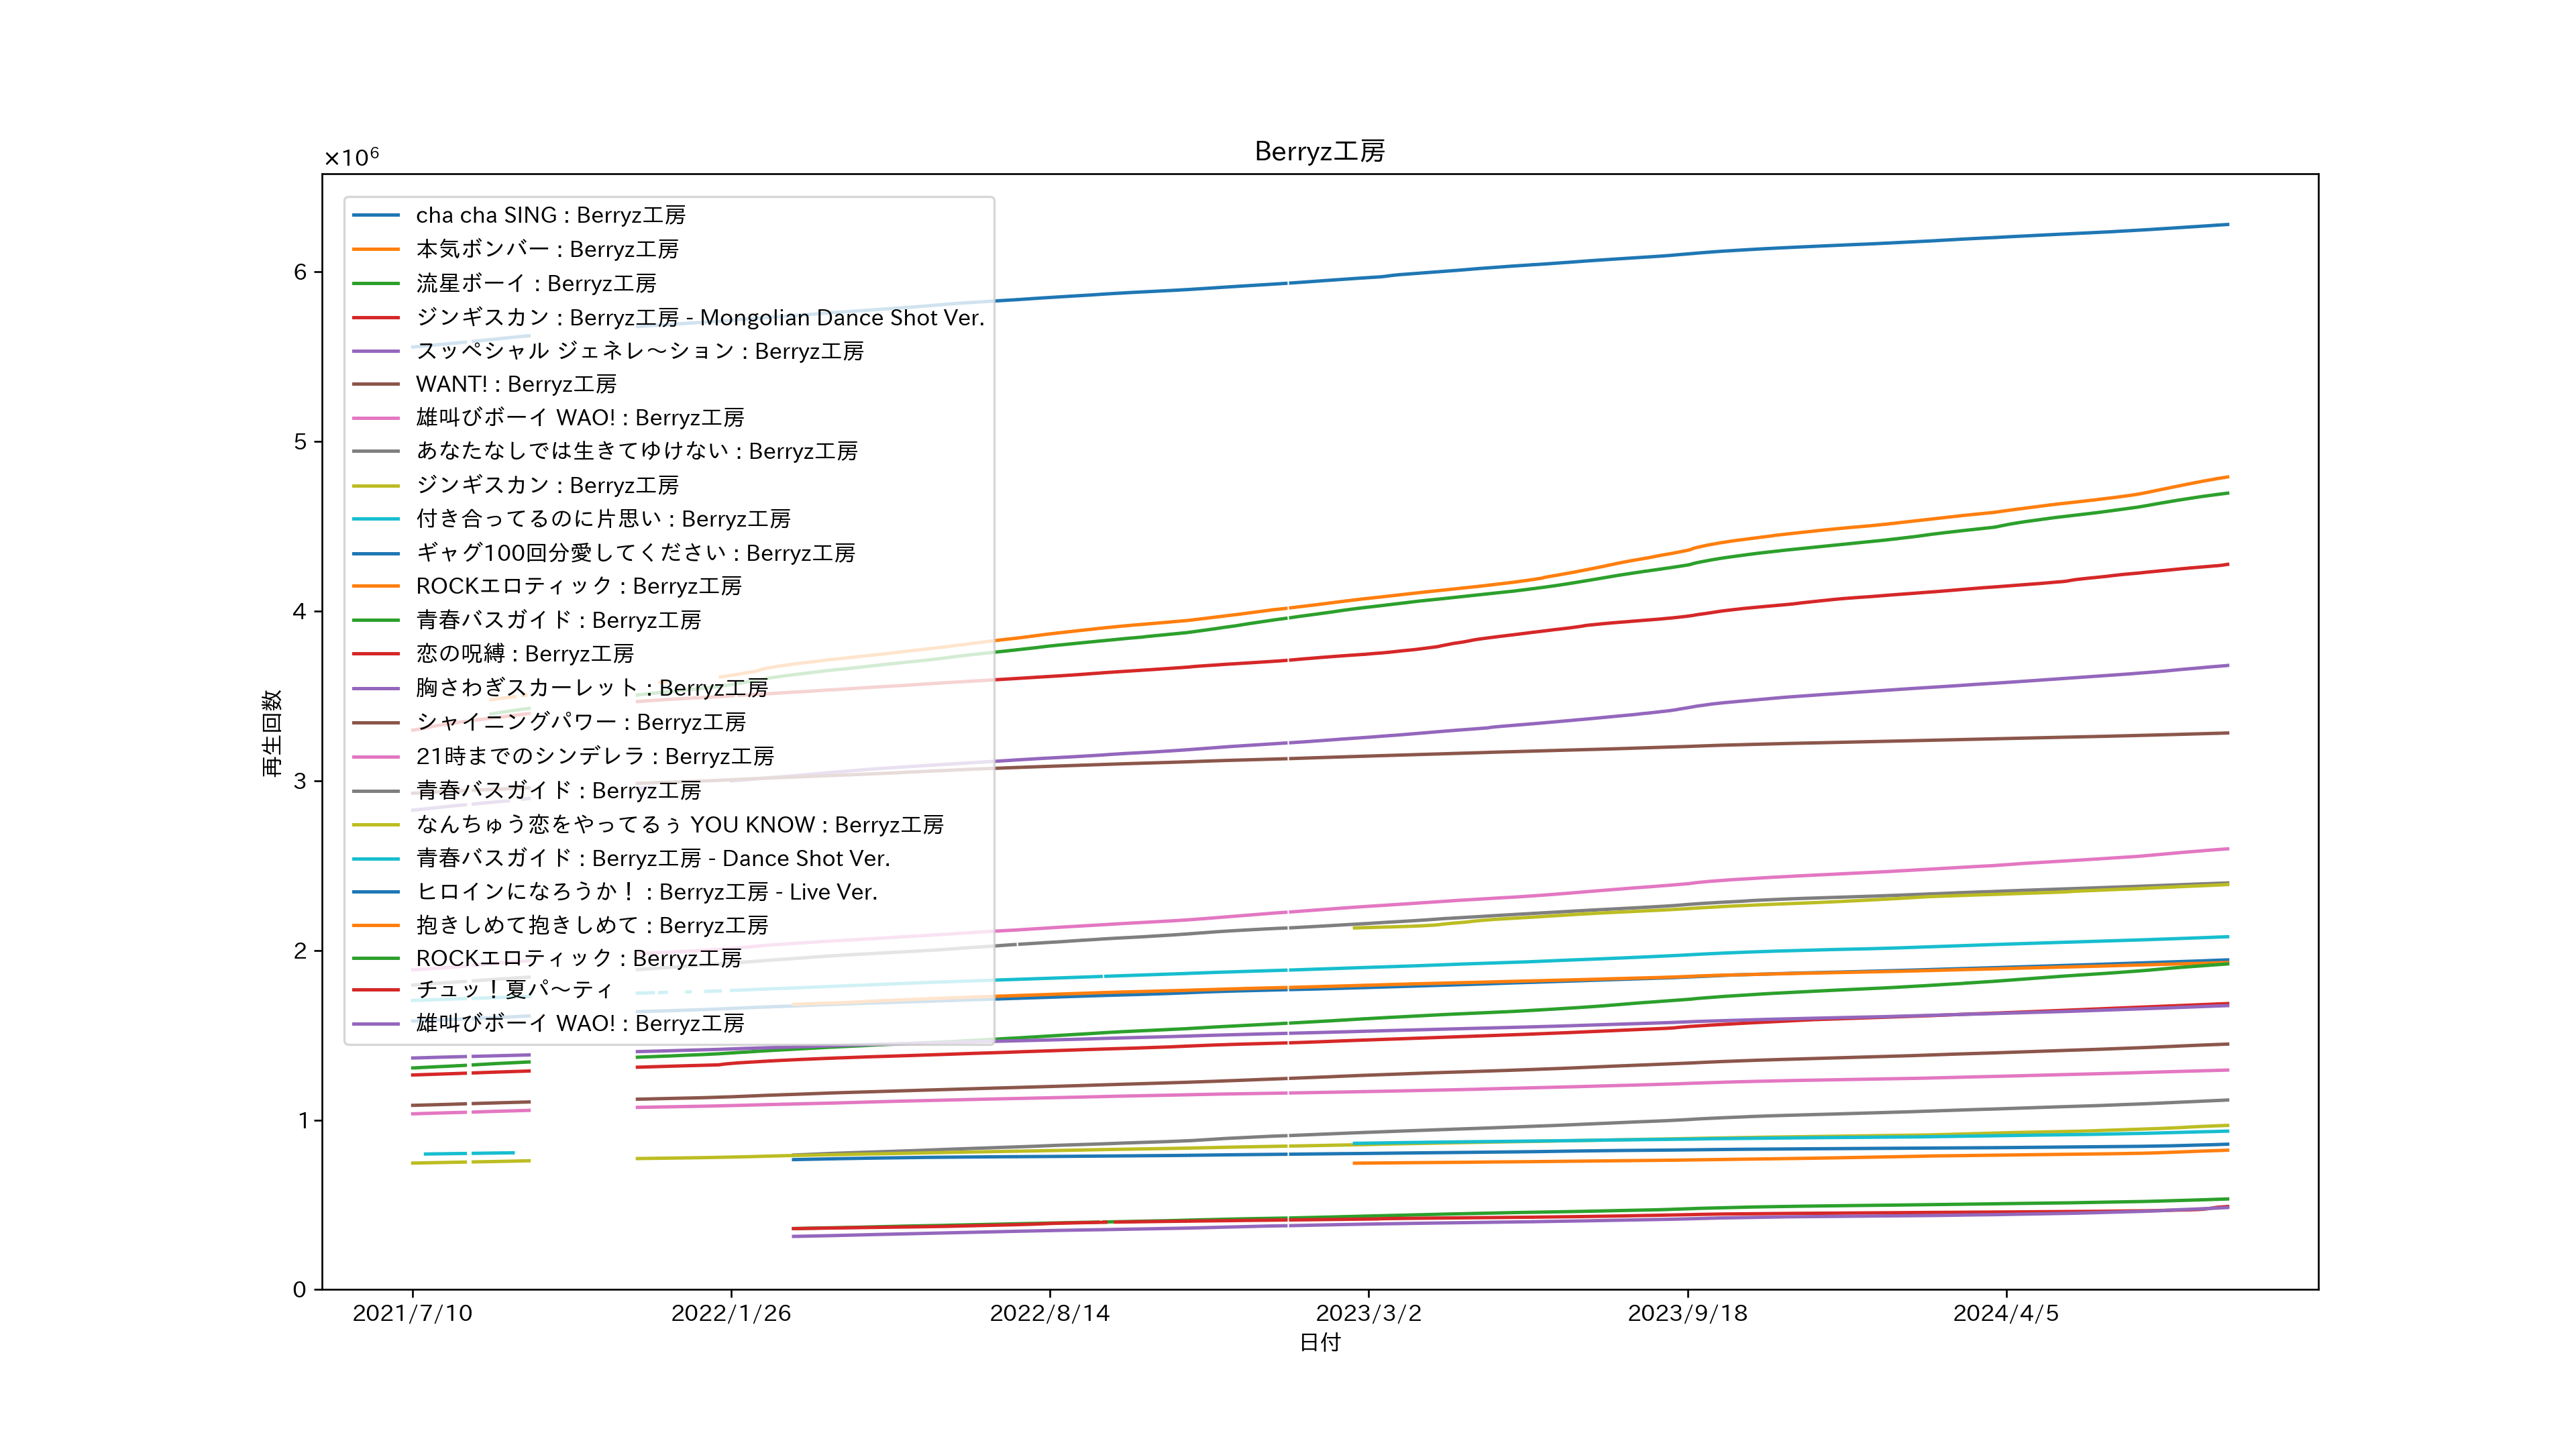 Berryz工房
×10⁶
cha cha SING : Berryz工房
本気ボンバー : Berryz工房
流星ボーイ : Berryz工房
ジンギスカン : Berryz工房 - Mongolian Dance Shot Ver.
スッペシャル ジェネレ～ション : Berryz工房
WANT! : Berryz工房
雄叫びボーイ WAO! : Berryz工房
あなたなしでは生きてゆけない : Berryz工房
ジンギスカン : Berryz工房
付き合ってるのに片思い : Berryz工房
ギャグ100回分愛してください : Berryz工房
ROCKエロティック : Berryz工房
青春バスガイド : Berryz工房
恋の呪縛 : Berryz工房
胸さわぎスカーレット : Berryz工房
シャイニングパワー : Berryz工房
21時までのシンデレラ : Berryz工房
青春バスガイド : Berryz工房
なんちゅう恋をやってるぅ YOU KNOW : Berryz工房
青春バスガイド : Berryz工房 - Dance Shot Ver.
ヒロインになろうか！ : Berryz工房 - Live Ver.
抱きしめて抱きしめて : Berryz工房
ROCKエロティック : Berryz工房
チュッ！夏パ～ティ
雄叫びボーイ WAO! : Berryz工房
再生回数
6
5
4
3
2
1
0
2021/7/10
2022/1/26
2022/8/14
2023/3/2
2023/9/18
2024/4/5
日付